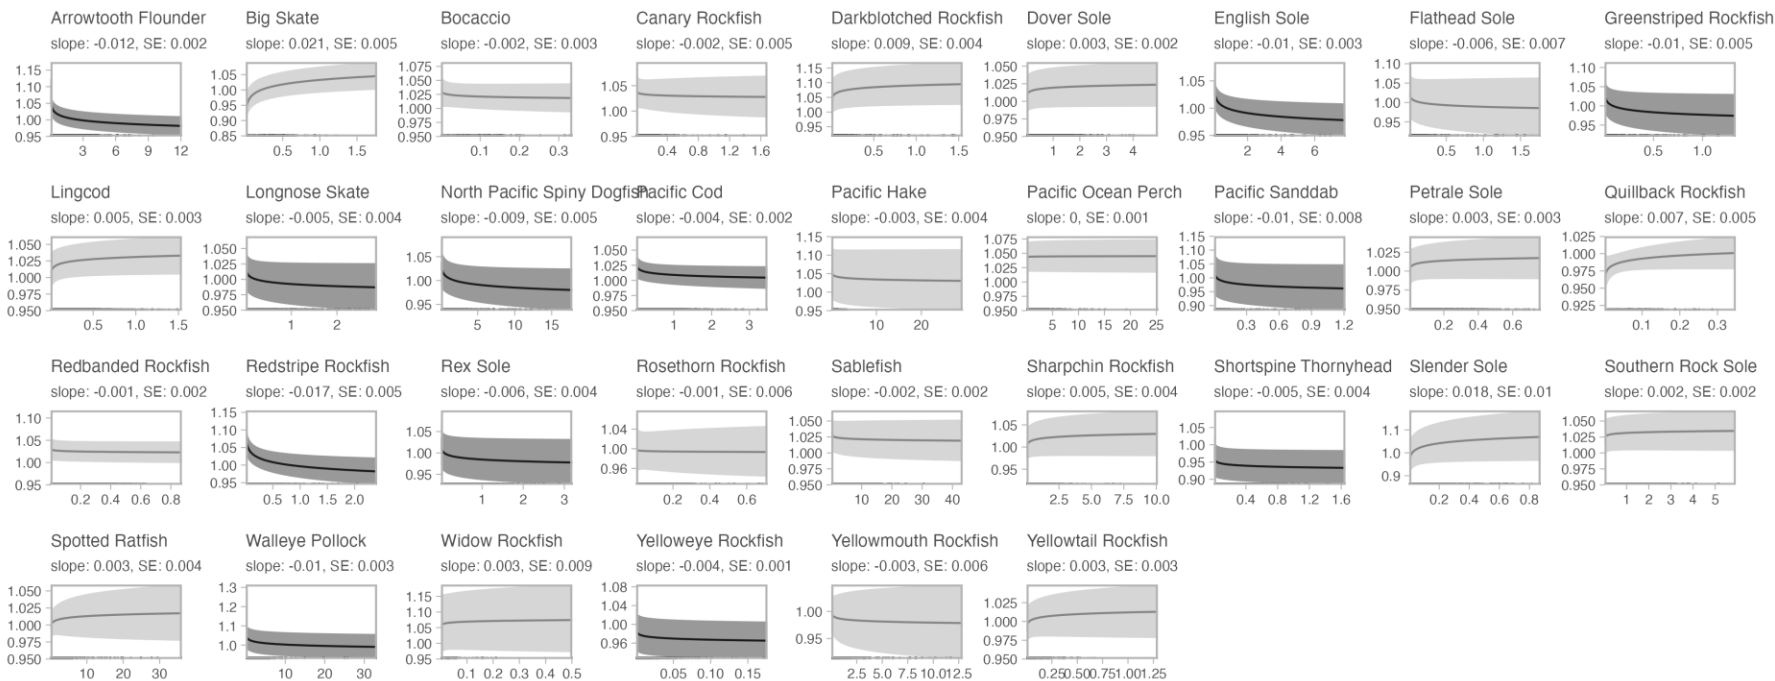 Arrowtooth Flounder
slope: -0.012, SE: 0.002
1.15
1.10
1.05
1.00
0.95
3 6 9 12
Big Skate
slope: 0.021, SE: 0.005
1.05
1.00
0.95
0.90
0.85
0.5 1.0 1.5
Bocaccio
slope: -0.002, SE: 0.003
1.075
1.050
1.025
1.000
0.975
0.950
0.1 0.2 0.3
Canary Rockfish
slope: -0.002, SE: 0.005
1.05
1.00
0.95
0.4 0.8 1.2 1.6
Darkblotched Rockfish
slope: 0.009, SE: 0.004
1.15
1.10
1.05
1.00
0.95
0.5 1.0 1.5
Dover Sole
slope: 0.003, SE: 0.002
1.050
1.025
1.000
0.975
0.950
1 2 3 4
English Sole
slope: -0.01, SE: 0.003
1.05
1.00
0.95
2 4 6
Flathead Sole
slope: -0.006, SE: 0.007
1.10
1.05
1.00
0.95
0.5 1.0 1.5
Greenstriped Rockfish
slope: -0.01, SE: 0.005
1.10
1.05
1.00
0.95
0.5 1.0
Lingcod
slope: 0.005, SE: 0.003
1.050
1.025
1.000
0.975
0.950
0.5 1.0 1.5
Longnose Skate
slope: -0.005, SE: 0.004
1.050
1.025
1.000
0.975
0.950
1 2
North Pacific Spiny Dogfish
slope: -0.009, SE: 0.005
1.05
1.00
0.95
5 10 15
Pacific Cod
slope: -0.004, SE: 0.002
1.075
1.050
1.025
1.000
0.975
0.950
1 2 3
Pacific Hake
slope: -0.003, SE: 0.004
1.15
1.10
1.05
1.00
0.95
10 20
Pacific Ocean Perch
slope: 0, SE: 0.001
1.075
1.050
1.025
1.000
0.975
0.950
5 10 15 20 25
Pacific Sanddab
slope: -0.01, SE: 0.008
1.15
1.10
1.05
1.00
0.95
0.90
0.3 0.6 0.9 1.2
Petrale Sole
slope: 0.003, SE: 0.003
1.025
1.000
0.975
0.950
0.2 0.4 0.6
Quillback Rockfish
slope: 0.007, SE: 0.005
1.025
1.000
0.975
0.950
0.925
0.1 0.2 0.3
Redbanded Rockfish
slope: -0.001, SE: 0.002
1.10
1.05
1.00
0.95
0.2 0.4 0.6 0.8
Redstripe Rockfish
slope: -0.017, SE: 0.005
1.15
1.10
1.05
1.00
0.95
0.5 1.0 1.5 2.0
Rex Sole
slope: -0.006, SE: 0.004
1.05
1.00
0.95
1 2 3
Rosethorn Rockfish
slope: -0.001, SE: 0.006
1.04
1.00
0.96
0.2 0.4 0.6
Sablefish
slope: -0.002, SE: 0.002
1.050
1.025
1.000
0.975
0.950
10 20 30 40
Sharpchin Rockfish
slope: 0.005, SE: 0.004
1.05
1.00
0.95
2.5 5.0 7.5 10.0
Shortspine Thornyhead
slope: -0.005, SE: 0.004
1.05
1.00
0.95
0.90
0.4 0.8 1.2 1.6
Slender Sole
slope: 0.018, SE: 0.01
1.1
1.0
0.9
0.2 0.4 0.6 0.8
Southern Rock Sole
slope: 0.002, SE: 0.002
1.050
1.025
1.000
0.975
0.950
1 2 3 4 5
Spotted Ratfish
slope: 0.003, SE: 0.004
1.050
1.025
1.000
0.975
0.950
10 20 30
Walleye Pollock
slope: -0.01, SE: 0.003
1.3
1.2
1.1
1.0
10 20 30
Widow Rockfish
slope: 0.003, SE: 0.009
1.15
1.10
1.05
1.00
0.95
0.1 0.2 0.3 0.4 0.5
Yelloweye Rockfish
slope: -0.004, SE: 0.001
1.08
1.04
1.00
0.96
0.05 0.10 0.15
Yellowmouth Rockfish
slope: -0.003, SE: 0.006
1.00
0.95
2.5 5.0 7.5 10.0 12.5
Yellowtail Rockfish
slope: 0.003, SE: 0.003
1.025
1.000
0.975
0.950
0.25 0.50 0.75 1.00 1.25